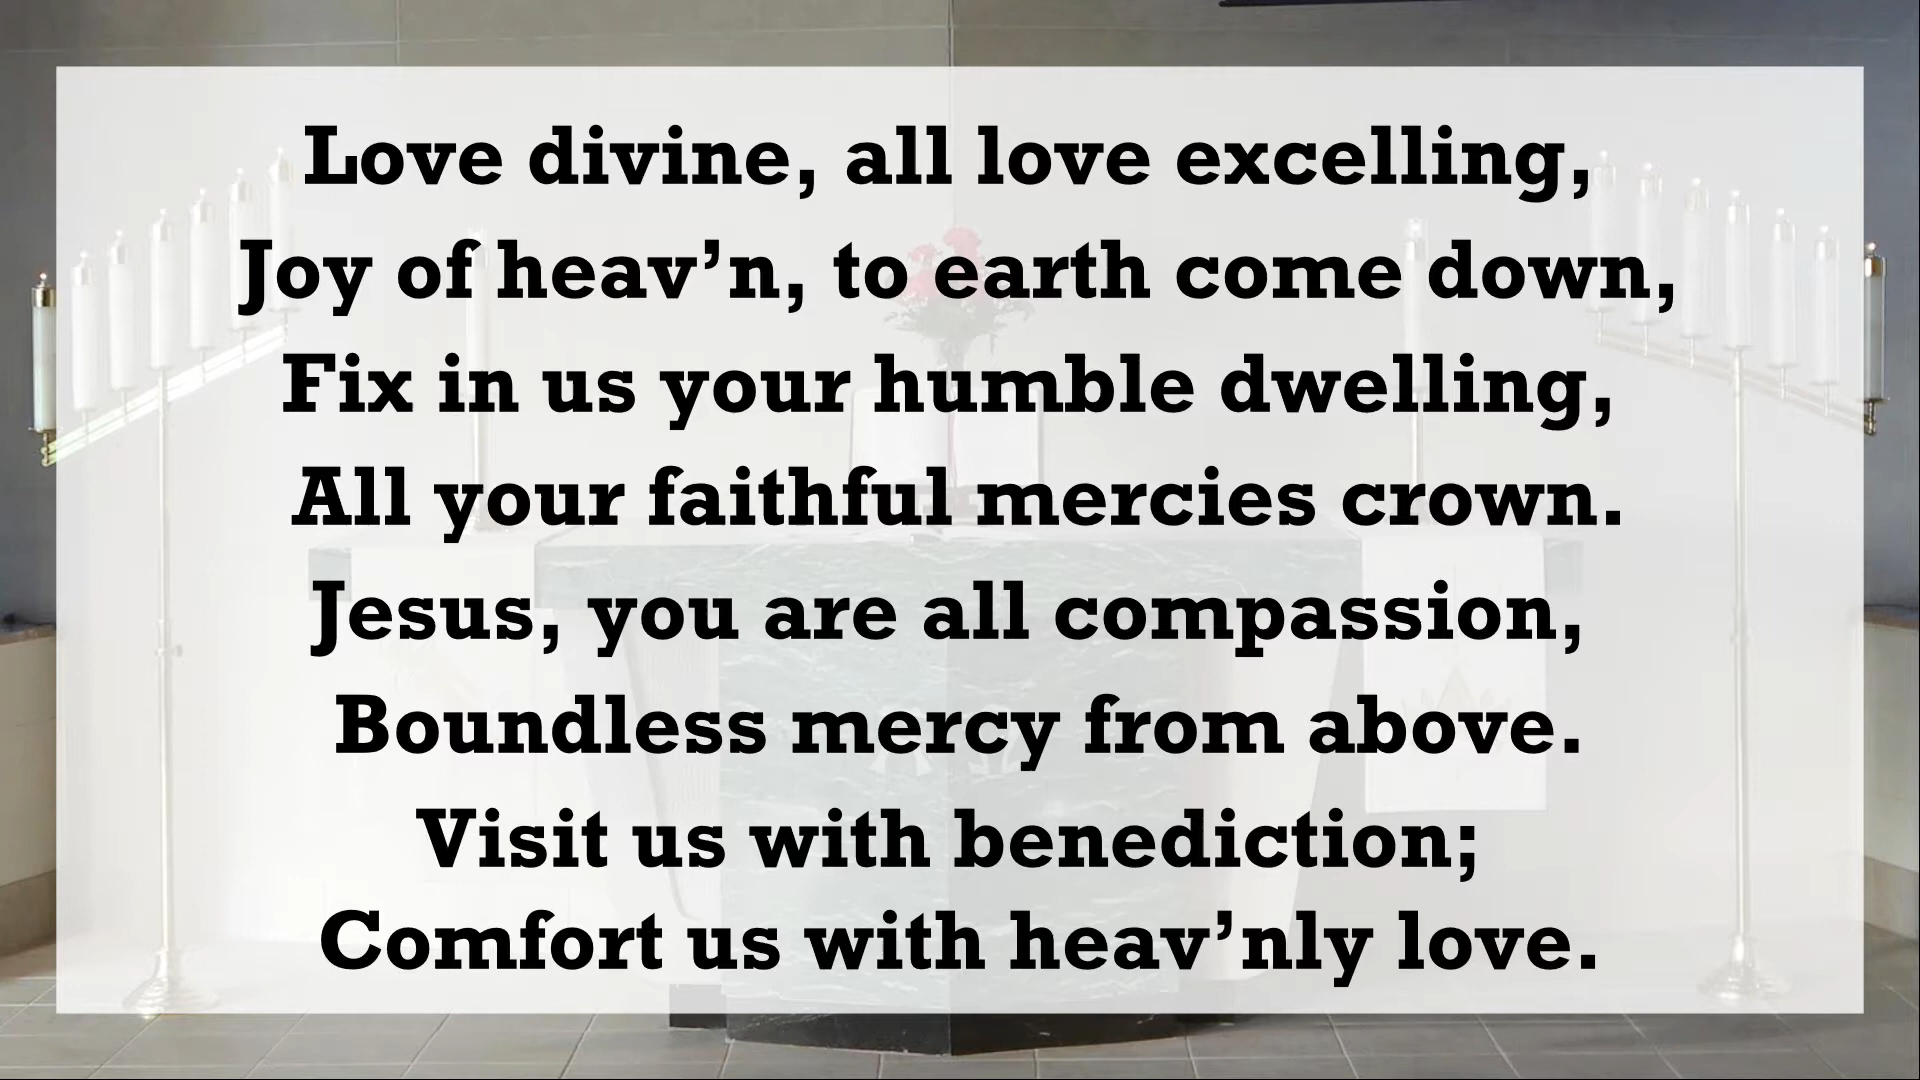 Love divine, all love excelling,
Joy of heav’n, to earth come down,
Fix in us your humble dwelling,
All your faithful mercies crown.
Jesus, you are all compassion,
Boundless mercy from above.
Visit us with benediction;
Comfort us with heav’nly love.